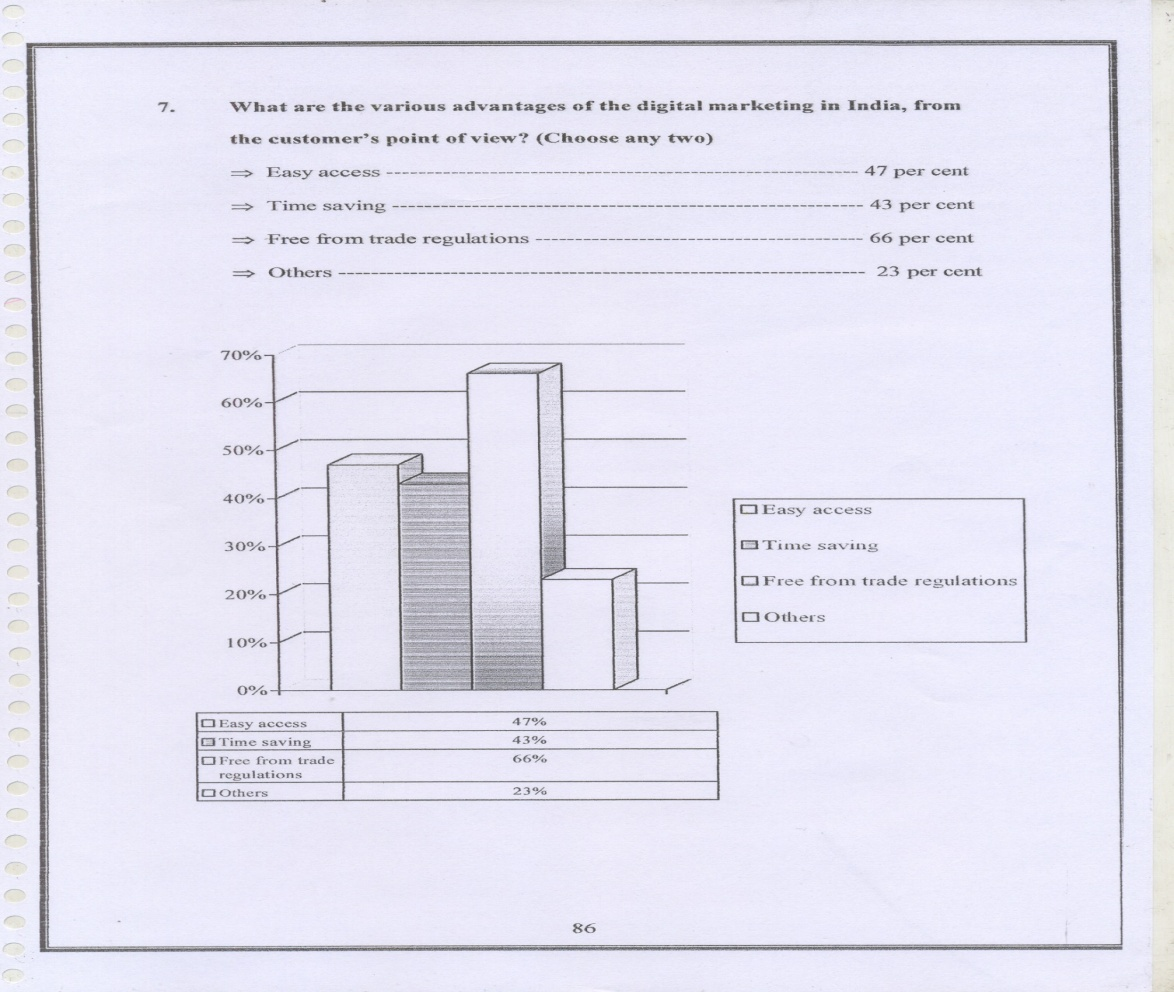 7. What are the various advantages of the digital marketing in India, from
the customer's point of view? (Choose any two)
⇒ Easy access ---------------------------------------------------------- 47 per cent
⇒ Time saving ---------------------------------------------------------- 43 per cent
⇒ Free from trade regulations ---------------------------------------- 66 per cent
⇒ Others ---------------------------------------------------------------- 23 per cent
70%
60%
50%
40%
30%
20%
10%
0%
Easy access
Time saving
Free from trade regulations
Others
Easy access 47%
Time saving 43%
Free from trade 66%
regulations
Others 23%
86